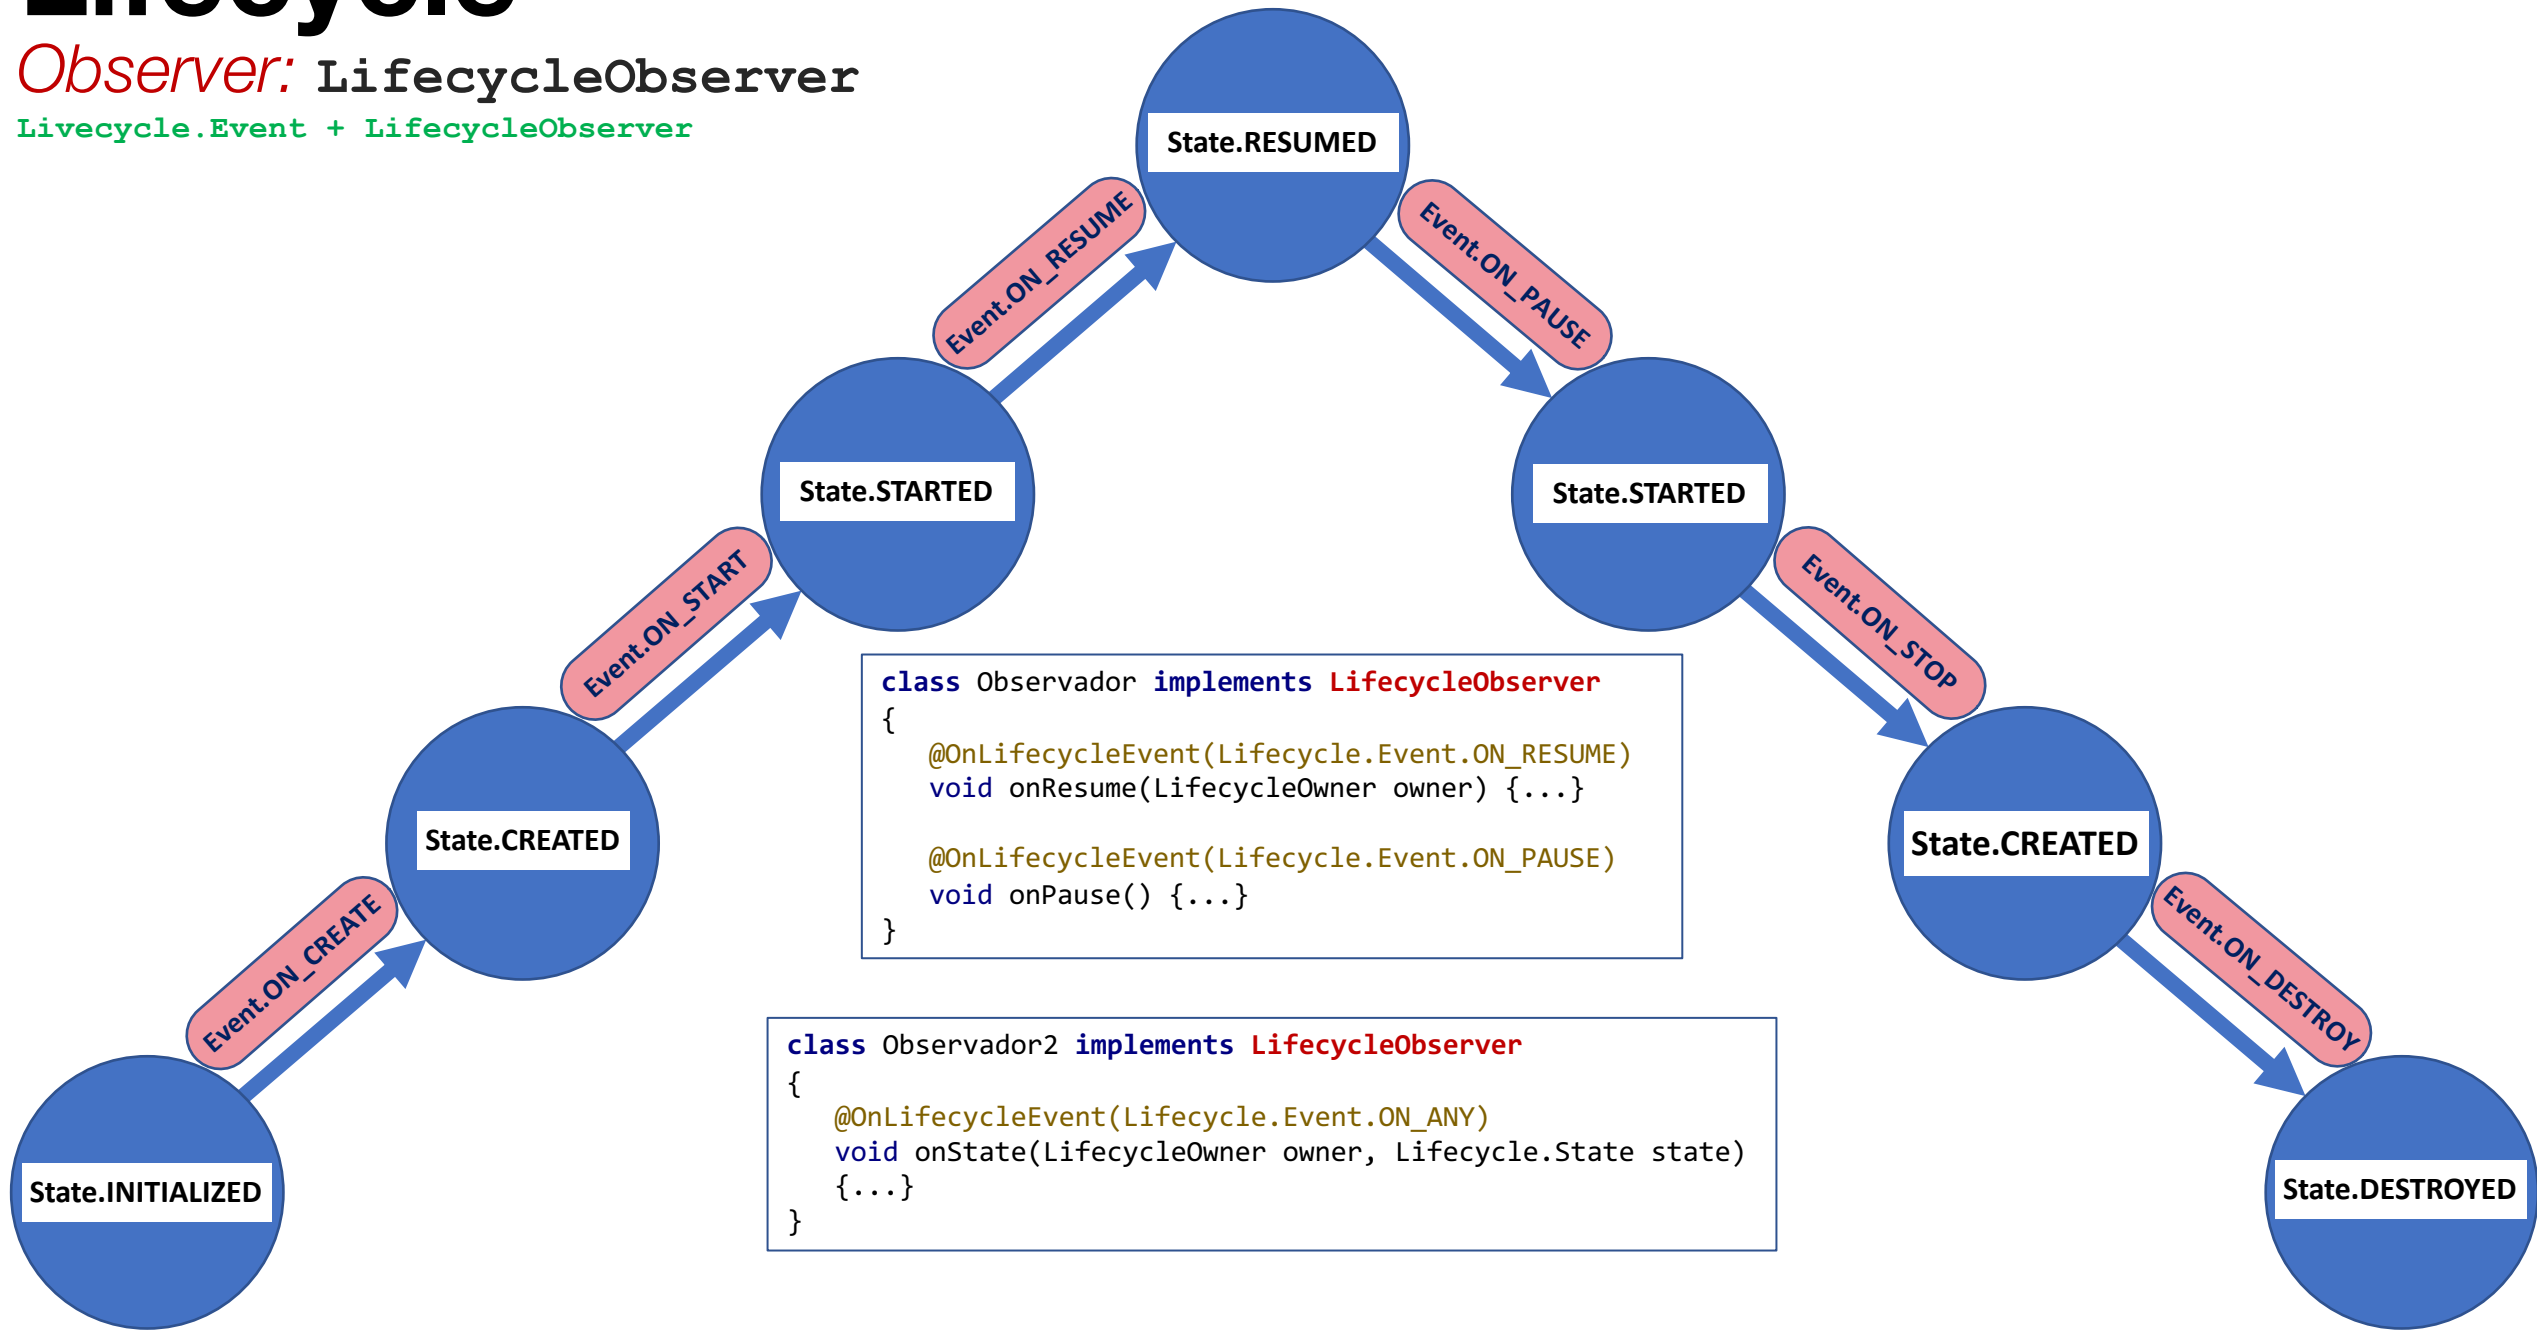 Lifecycle
Observer: LifecycleObserver
Livecycle.Event + LifecycleObserver
State.RESUMED
Event.ON_RESUME
Event.ON_PAUSE
State.STARTED
State.STARTED
Event.ON_START
Event.ON_STOP
class Observador implements LifecycleObserver
{
@OnLifecycleEvent(Lifecycle.Event.ON_RESUME)
void onResume(LifecycleOwner owner) {...}
@OnLifecycleEvent(Lifecycle.Event.ON_PAUSE)
void onPause() {...}
}
State.CREATED
State.CREATED
Event.ON_CREATE
Event.ON_DESTROY
class Observador2 implements LifecycleObserver
{
@OnLifecycleEvent(Lifecycle.Event.ON_ANY)
void onState(LifecycleOwner owner, Lifecycle.State state)
{...}
}
State.INITIALIZED
State.DESTROYED